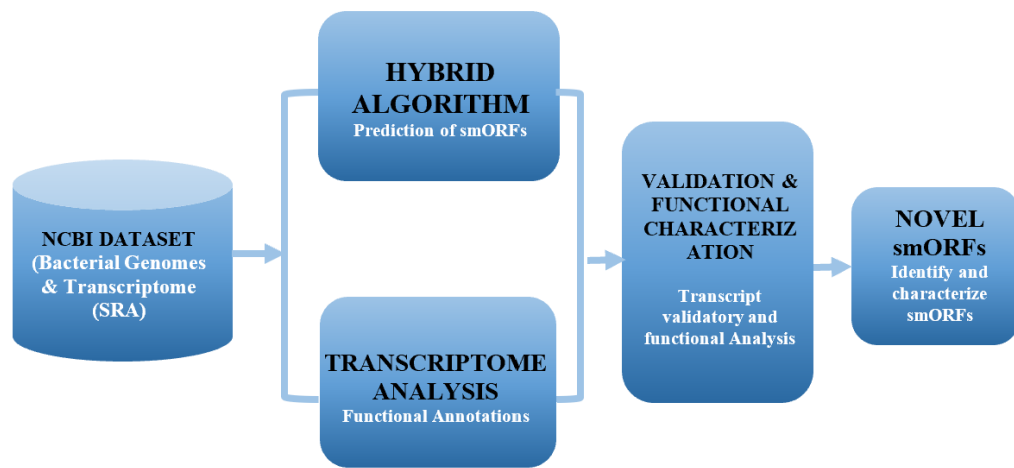 NCBI DATASET
(Bacterial Genomes
& Transcriptome
(SRA)
HYBRID
ALGORITHM
Prediction of smORFs
TRANSCRIPTOME
ANALYSIS
Functional Annotations
VALIDATION &
FUNCTIONAL
CHARACTERIZ
ATION
Transcript
validatory and
functional Analysis
NOVEL
smORFs
Identify and
characterize
smORFs